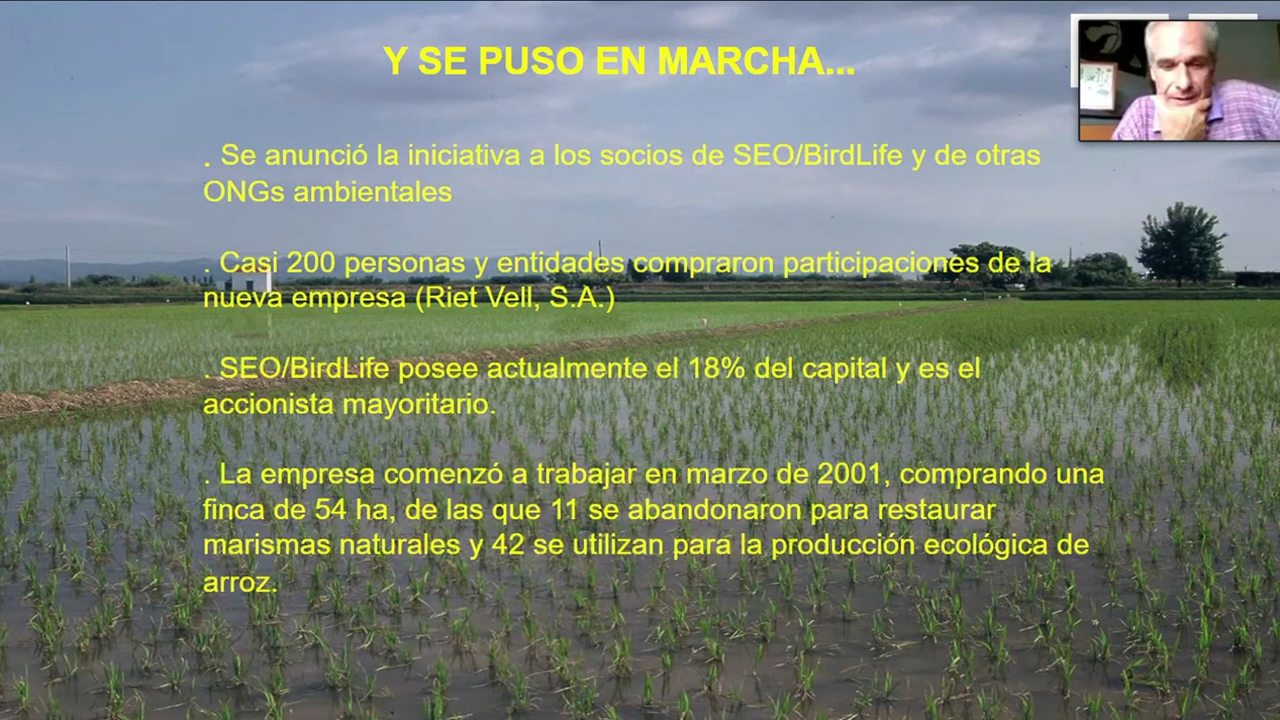 Y SE PUSO EN MARCHA...
. Se anunció la iniciativa a los socios de SEO/BirdLife y de otras
ONGs ambientales
. Casi 200 personas y entidades compraron participaciones de la
nueva empresa (Riet Vell, S.A.)
. SEO/BirdLife posee actualmente el 18% del capital y es el
accionista mayoritario.
. La empresa comenzó a trabajar en marzo de 2001, comprando una
finca de 54 ha, de las que 11 se abandonaron para restaurar
marismas naturales y 42 se utilizan para la producción ecológica de
arroz.